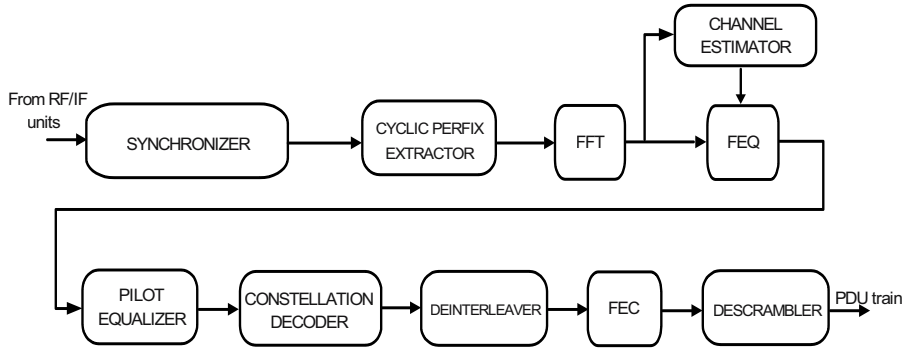 CHANNEL
ESTIMATOR
From RF/IF
units
SYNCHRONIZER
CYCLIC PERFIX
EXTRACTOR
FFT
FEQ
PILOT
EQUALIZER
CONSTELLATION
DECODER
DEINTERLEAVER
FEC
DESCRAMBLER
PDU train